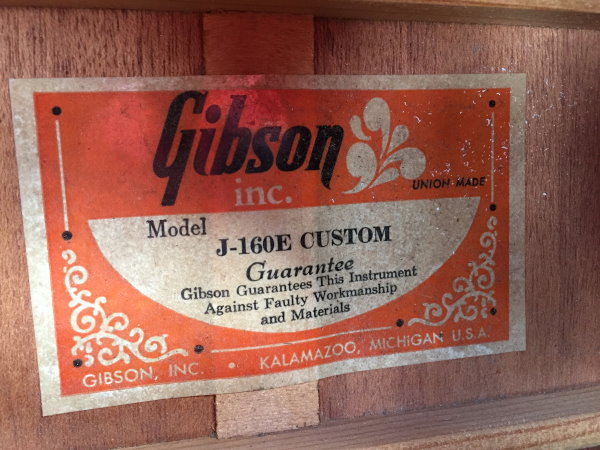 Gibson
inc.
UNION MADE
Model
J-160E CUSTOM
Guarantee
Gibson Guarantees This Instrument
Against Faulty Workmanship
and Materials
GIBSON, INC. • KALAMAZOO, MICHIGAN U.S.A.